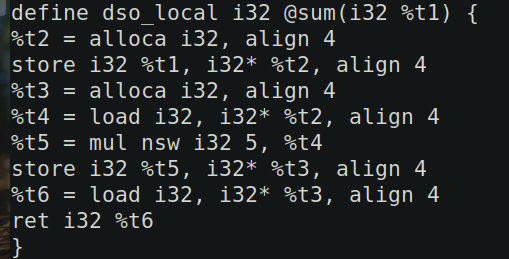 define dso_local i32 @sum(i32 %t1) {
%t2 = alloca i32, align 4
store i32 %t1, i32* %t2, align 4
%t3 = alloca i32, align 4
%t4 = load i32, i32* %t2, align 4
%t5 = mul nsw i32 5, %t4
store i32 %t5, i32* %t3, align 4
%t6 = load i32, i32* %t3, align 4
ret i32 %t6
}